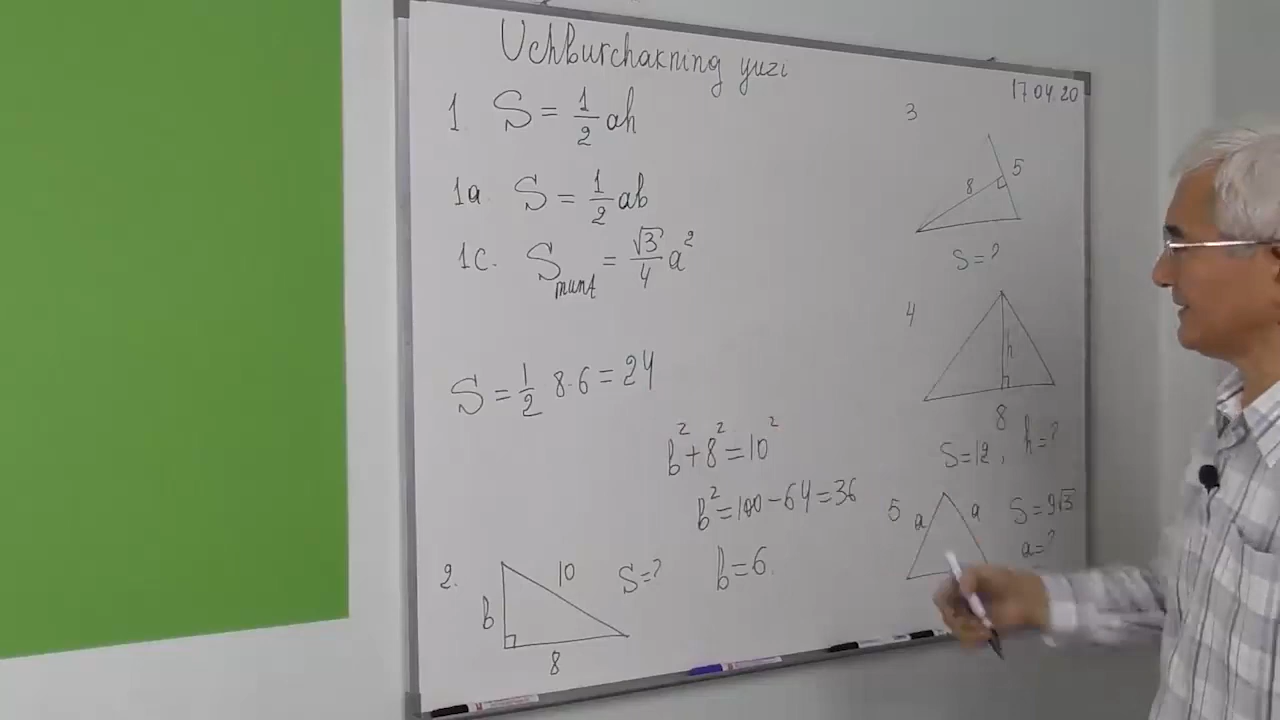 Uchburchakning yuzi
17.04.20
1 S = 1/2 ah
1a. S = 1/2 ab
1c. Smunt = √3/4 a²
S = 1/2 8·6 = 24
b² + 8² = 10²
b² = 100 − 64 = 36
b = 6.
2.
b
10
8
S = ?
3
8
5
S = ?
4
h
8
S = 12, h = ?
5
a
a
S = 9√3
a = ?